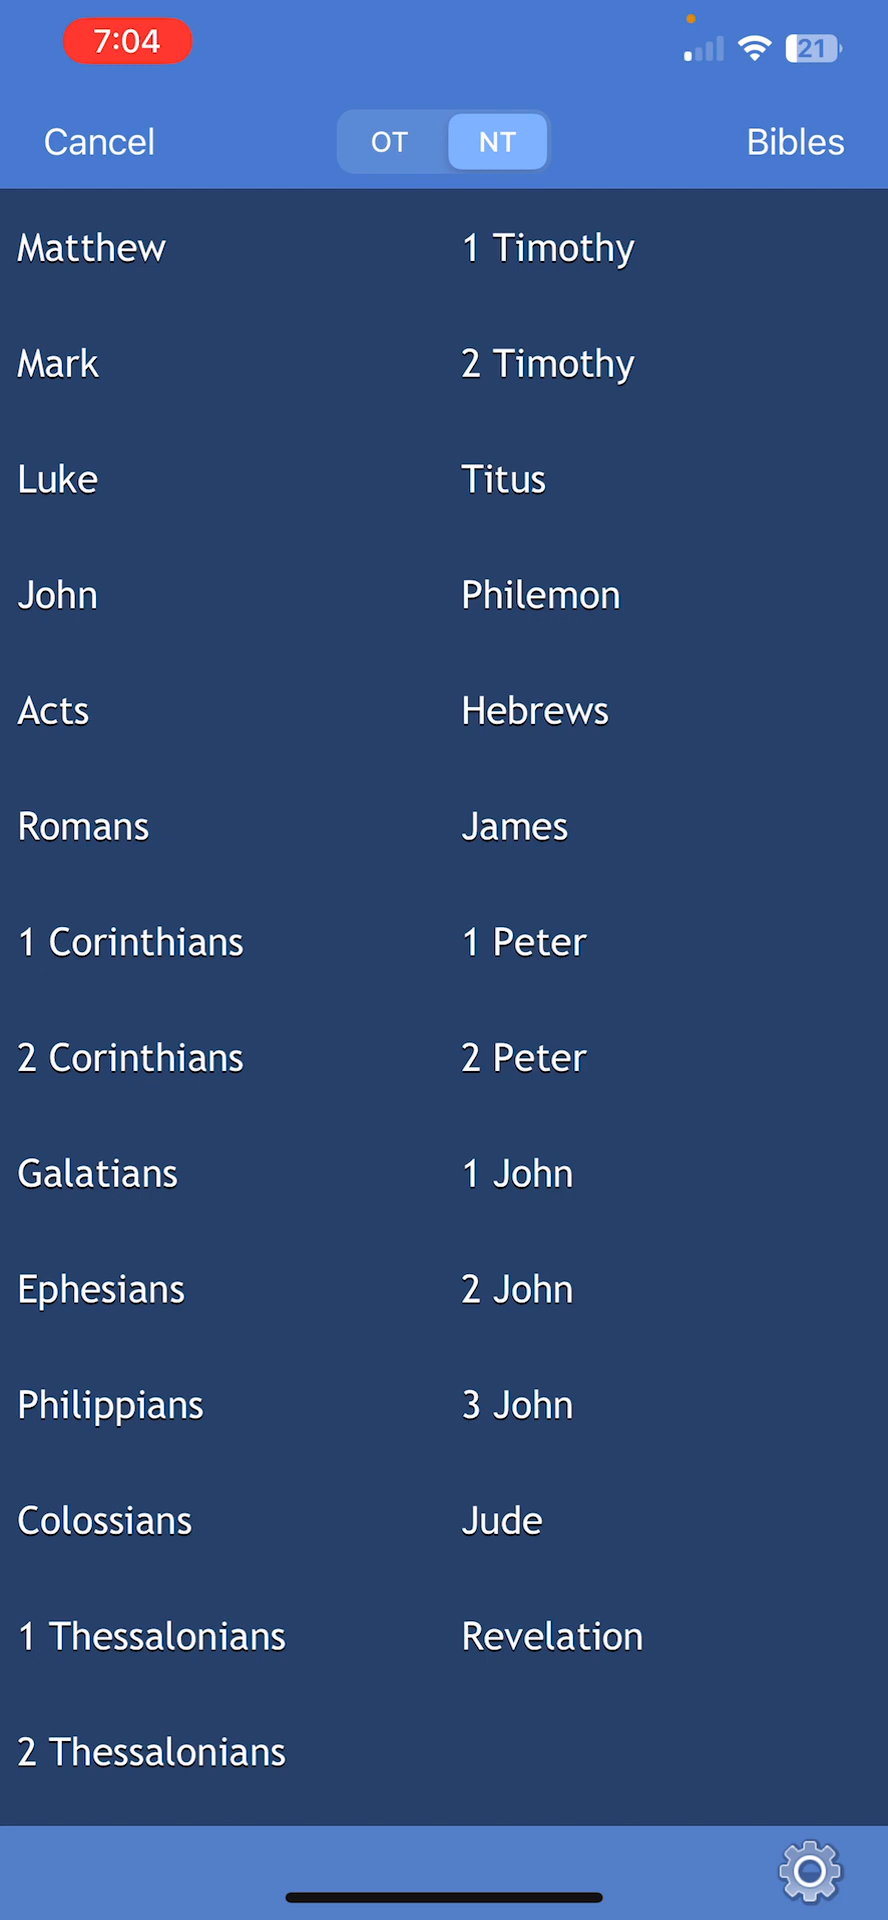 7:04
21
Cancel
OT
NT
Bibles
Matthew
Mark
Luke
John
Acts
Romans
1 Corinthians
2 Corinthians
Galatians
Ephesians
Philippians
Colossians
1 Thessalonians
2 Thessalonians
1 Timothy
2 Timothy
Titus
Philemon
Hebrews
James
1 Peter
2 Peter
1 John
2 John
3 John
Jude
Revelation